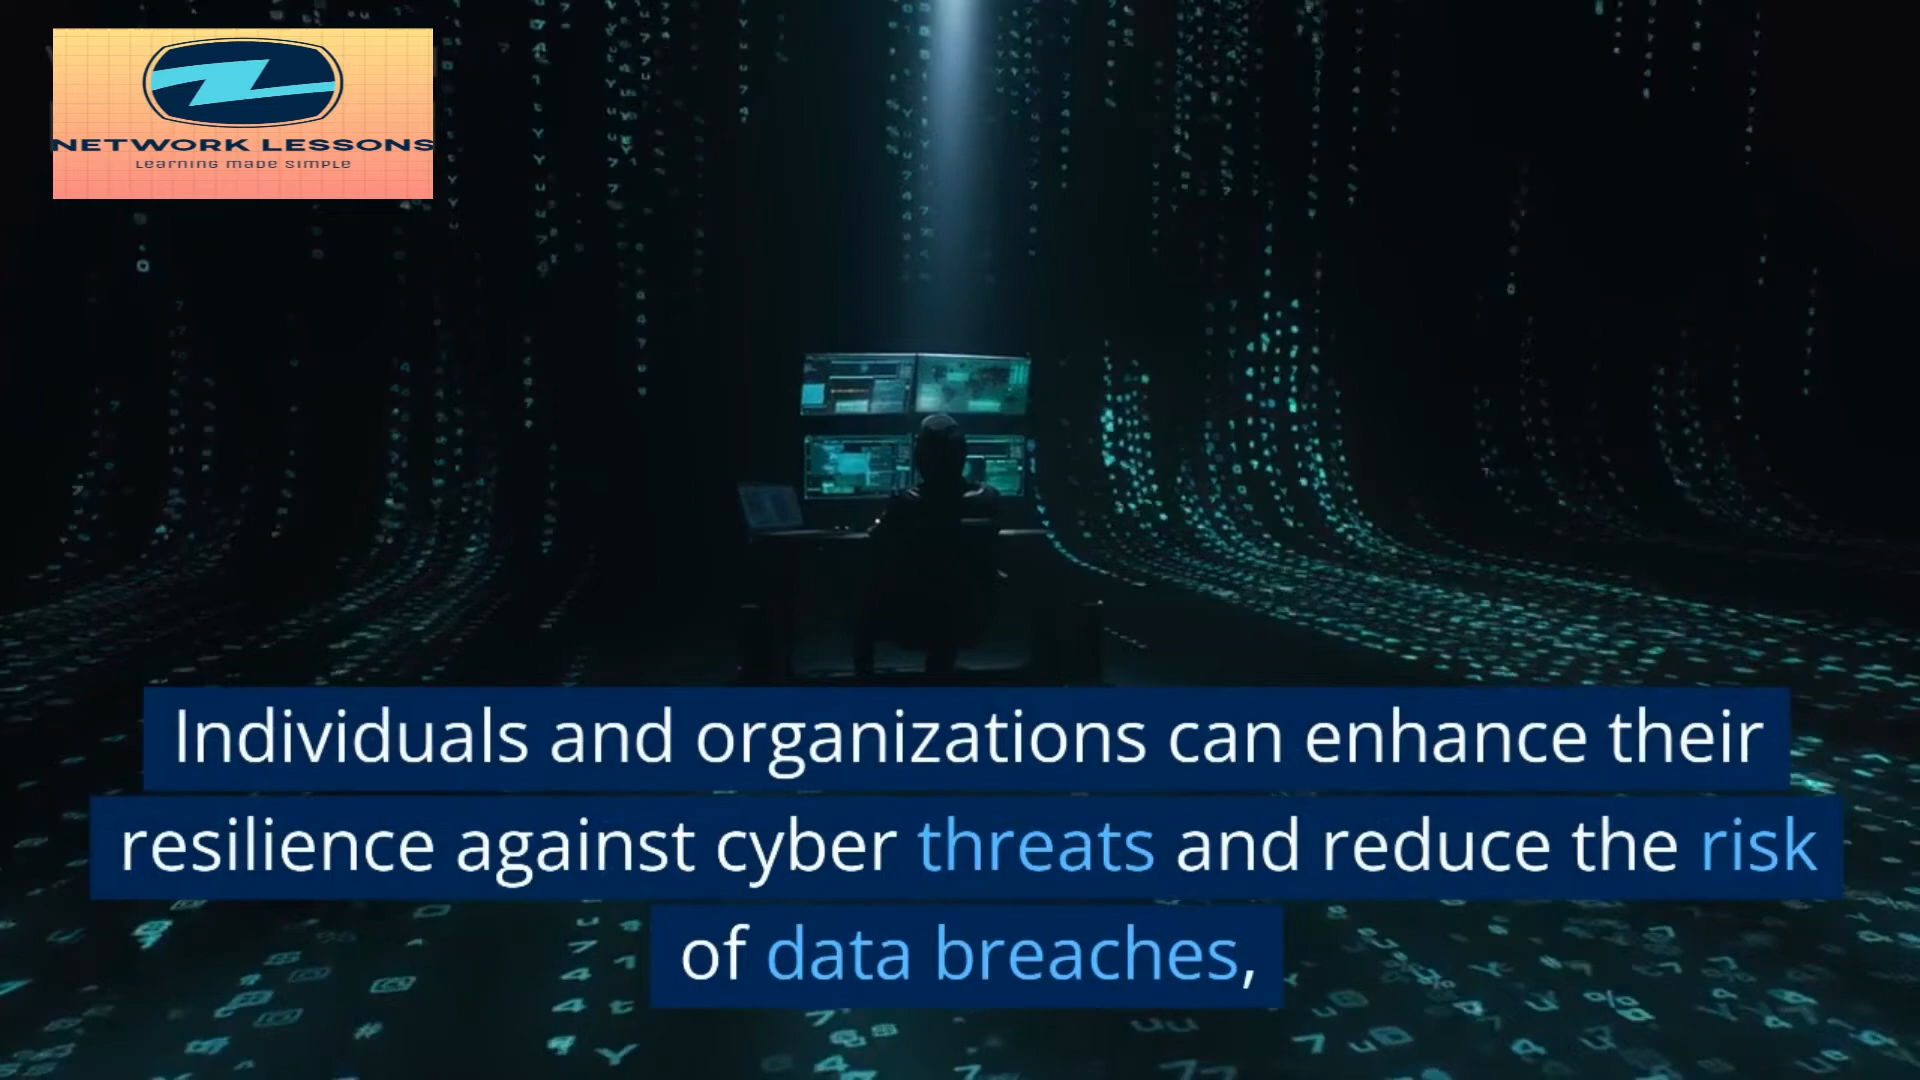 NETWORK LESSONS
Learning made simple
Individuals and organizations can enhance their
resilience against cyber threats and reduce the risk
of data breaches,